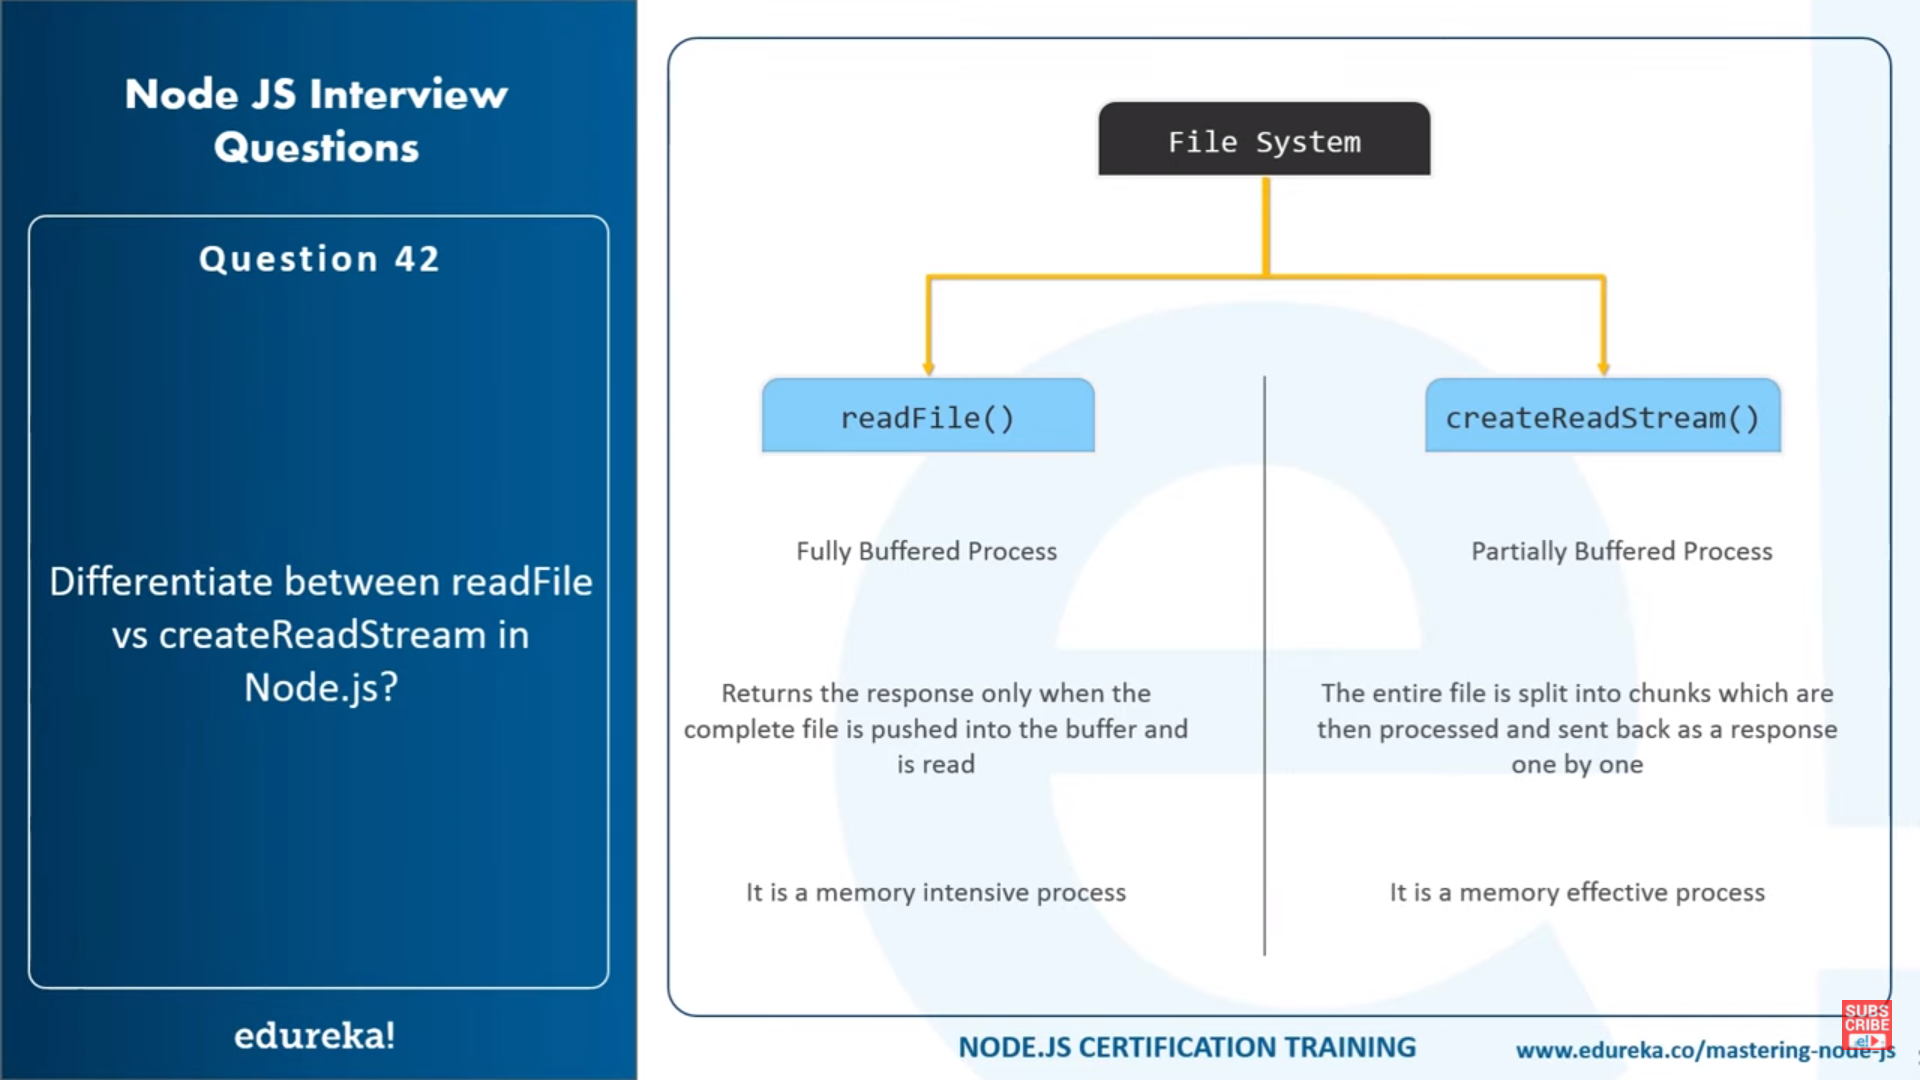 Node JS Interview
Questions
Question 42
Differentiate between readFile
vs createReadStream in
Node.js?
edureka!
File System
readFile()
createReadStream()
Fully Buffered Process
Partially Buffered Process
Returns the response only when the
complete file is pushed into the buffer and
is read
The entire file is split into chunks which are
then processed and sent back as a response
one by one
It is a memory intensive process
It is a memory effective process
NODE.JS CERTIFICATION TRAINING
www.edureka.co/mastering-node-js
SUBS
CRIBE
e!